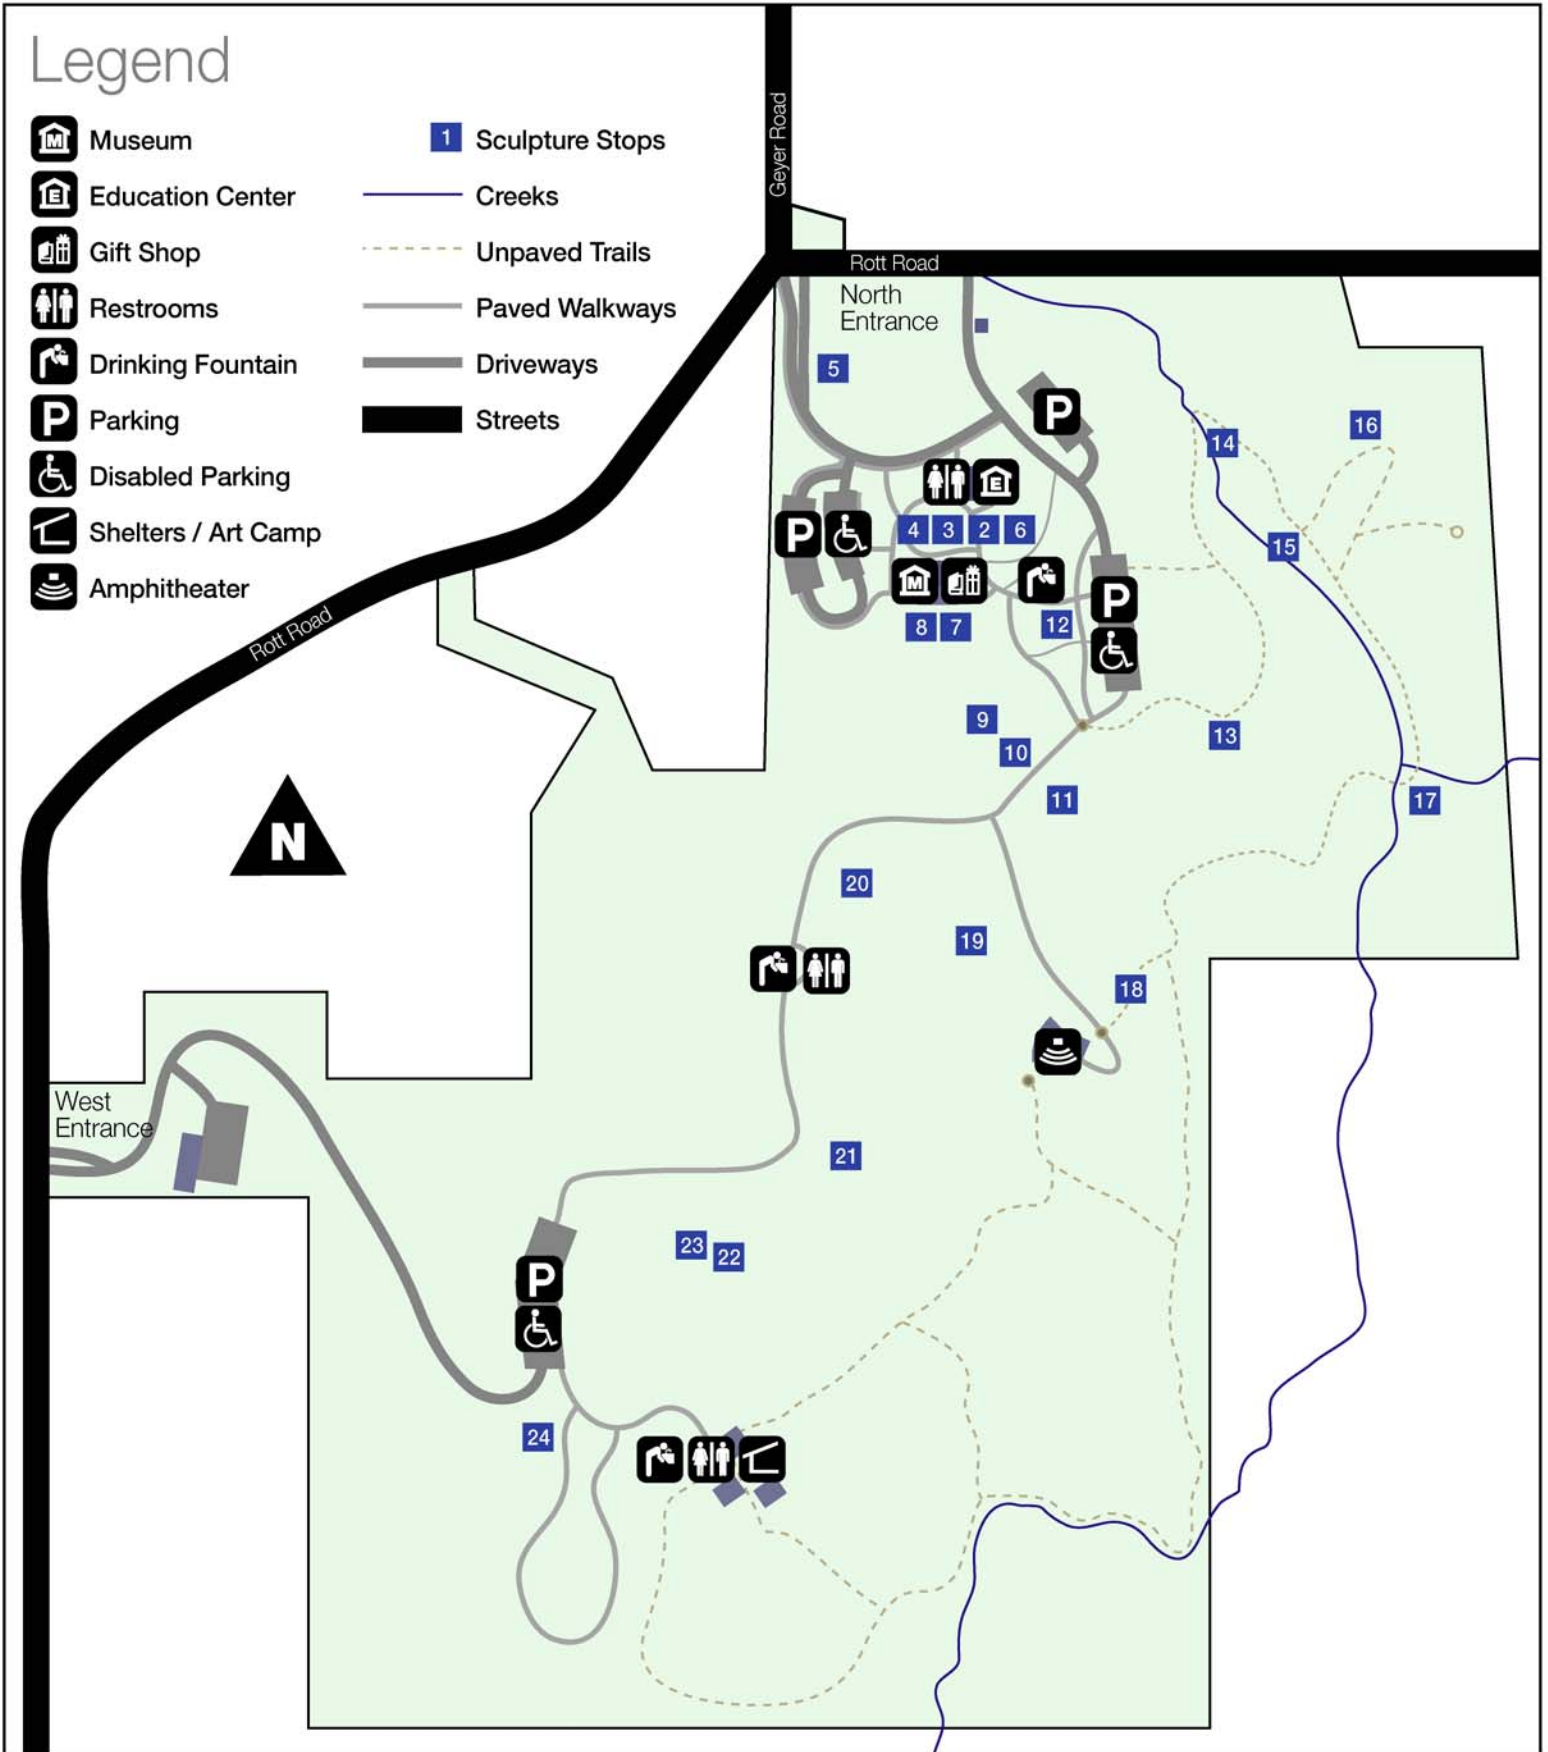 Legend
Museum
Education Center
Gift Shop
Restrooms
Drinking Fountain
Parking
Disabled Parking
Shelters / Art Camp
Amphitheater
1 Sculpture Stops
Creeks
Unpaved Trails
Paved Walkways
Driveways
Streets
M
E
P
Geyer Road
Rott Road
North
Entrance
5
P
16
14
E
P
4 3 2 6
15
M
P
8 7
12
Rott Road
9
13
10
11
17
N
20
19
18
West
Entrance
21
23
22
P
24